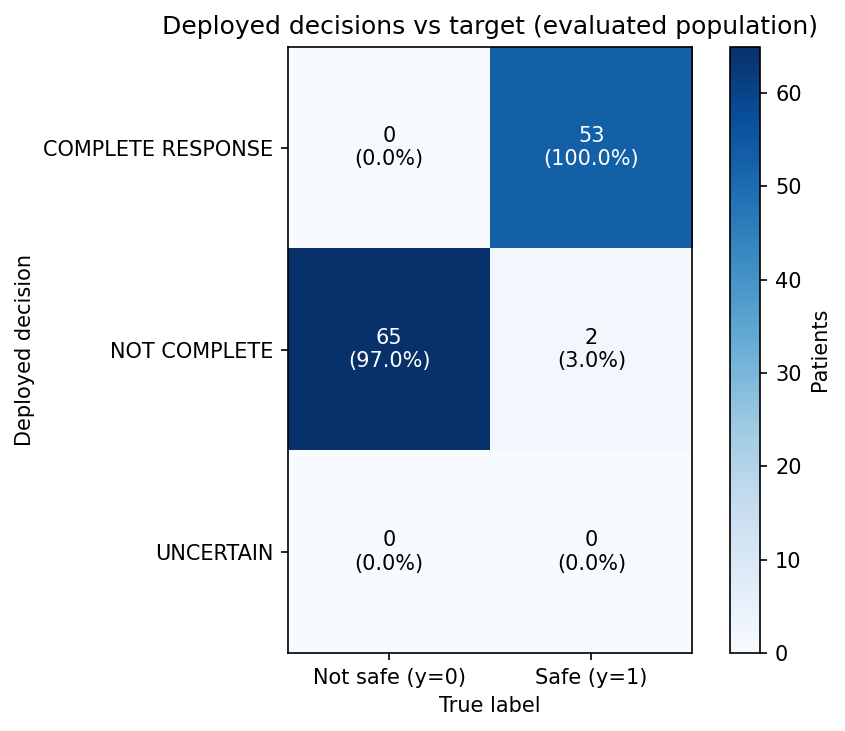 Deployed decisions vs target (evaluated population)
COMPLETE RESPONSE
0
(0.0%)
53
(100.0%)
NOT COMPLETE
65
(97.0%)
2
(3.0%)
UNCERTAIN
0
(0.0%)
0
(0.0%)
Not safe (y=0)
Safe (y=1)
True label
Deployed decision
60
50
40
30
20
10
0
Patients